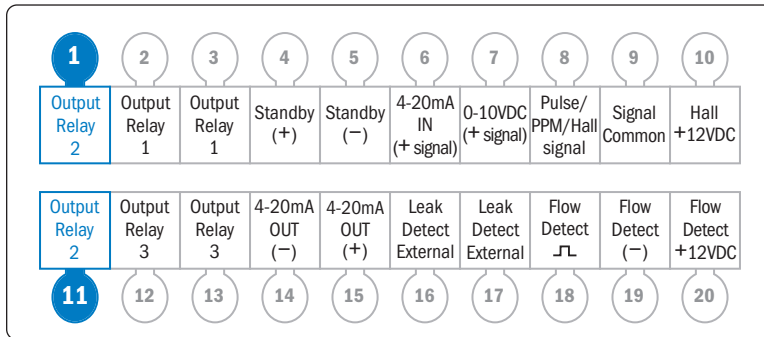 1 2 3 4 5 6 7 8 9 10
Output Relay 2
Output Relay 1
Output Relay 1
Standby (+)
Standby (−)
4-20mA IN (+ signal)
0-10VDC (+ signal)
Pulse/ PPM/Hall signal
Signal Common
Hall +12VDC
Output Relay 2
Output Relay 3
Output Relay 3
4-20mA OUT (−)
4-20mA OUT (+)
Leak Detect External
Leak Detect External
Flow Detect
Flow Detect (−)
Flow Detect +12VDC
11 12 13 14 15 16 17 18 19 20